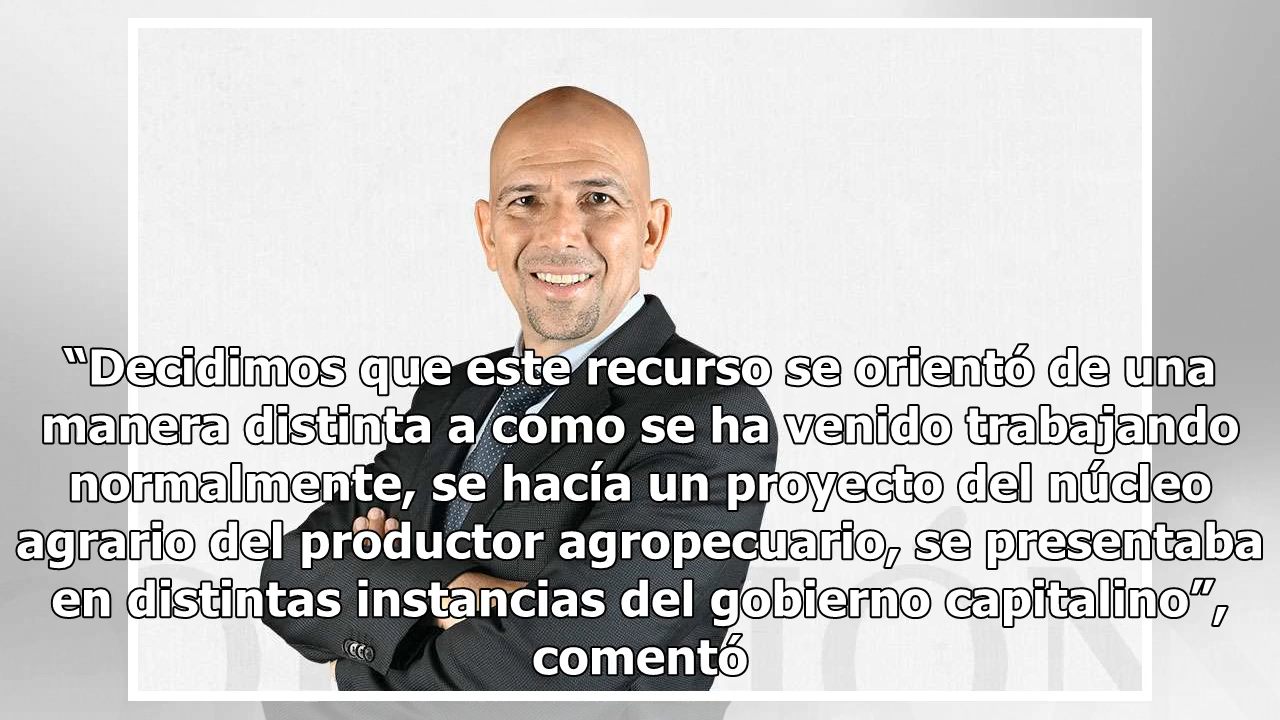 “Decidimos que este recurso se orientó de una
manera distinta a como se ha venido trabajando
normalmente, se hacía un proyecto del núcleo
agrario del productor agropecuario, se presentaba
en distintas instancias del gobierno capitalino”,
comentó